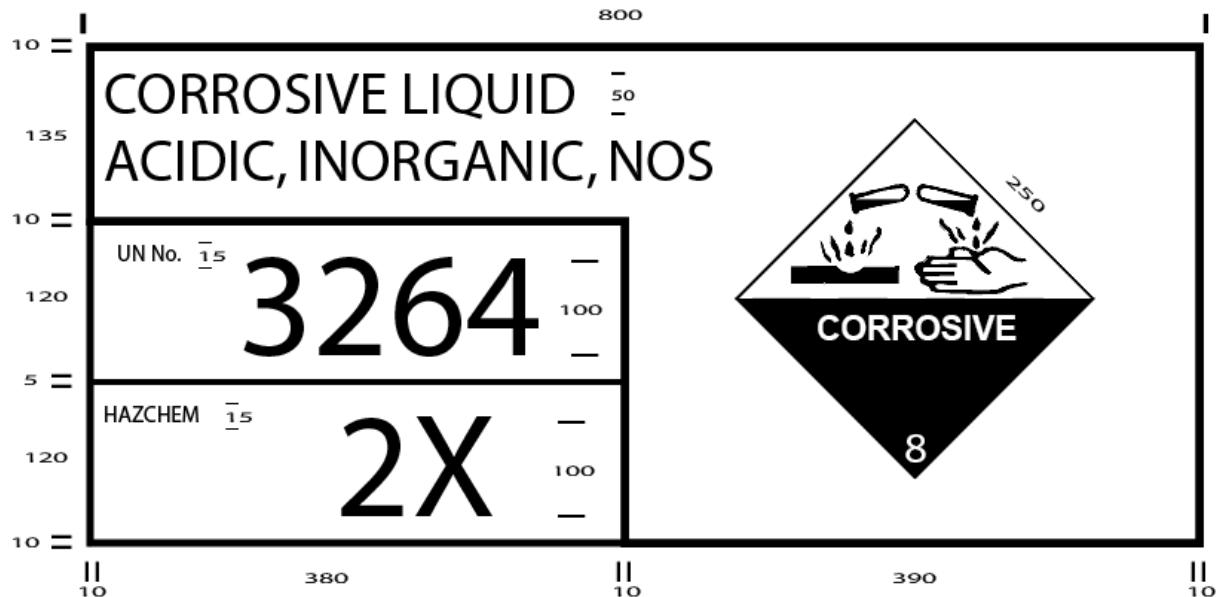 800
10
CORROSIVE LIQUID 50
135
ACIDIC, INORGANIC, NOS
250
10
UN No. 15
3264
120
100
CORROSIVE
5
HAZCHEM 15
2X
8
120
100
10
10 380 10 390 10